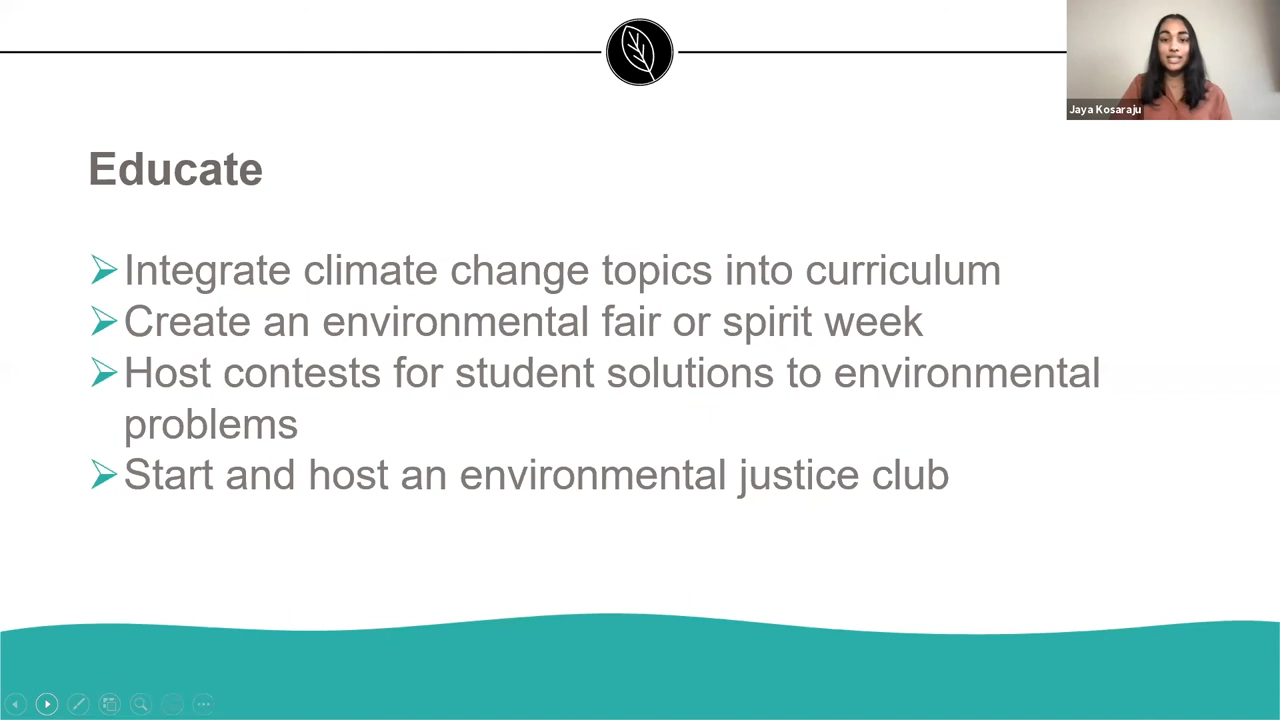 Jaya Kosaraju
Educate
Integrate climate change topics into curriculum
Create an environmental fair or spirit week
Host contests for student solutions to environmental
problems
Start and host an environmental justice club